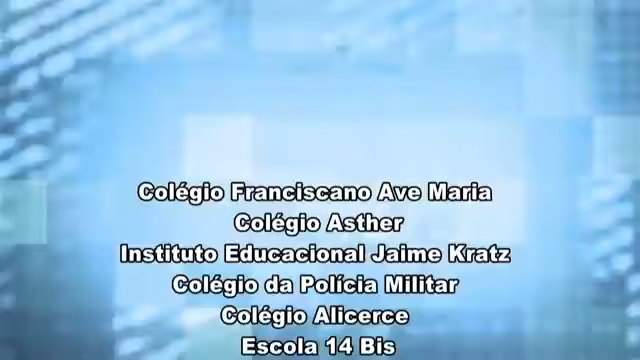 Colégio Franciscano Ave Maria
Colégio Asther
Instituto Educacional Jaime Kratz
Colégio da Polícia Militar
Colégio Alicerce
Escola 14 Bis